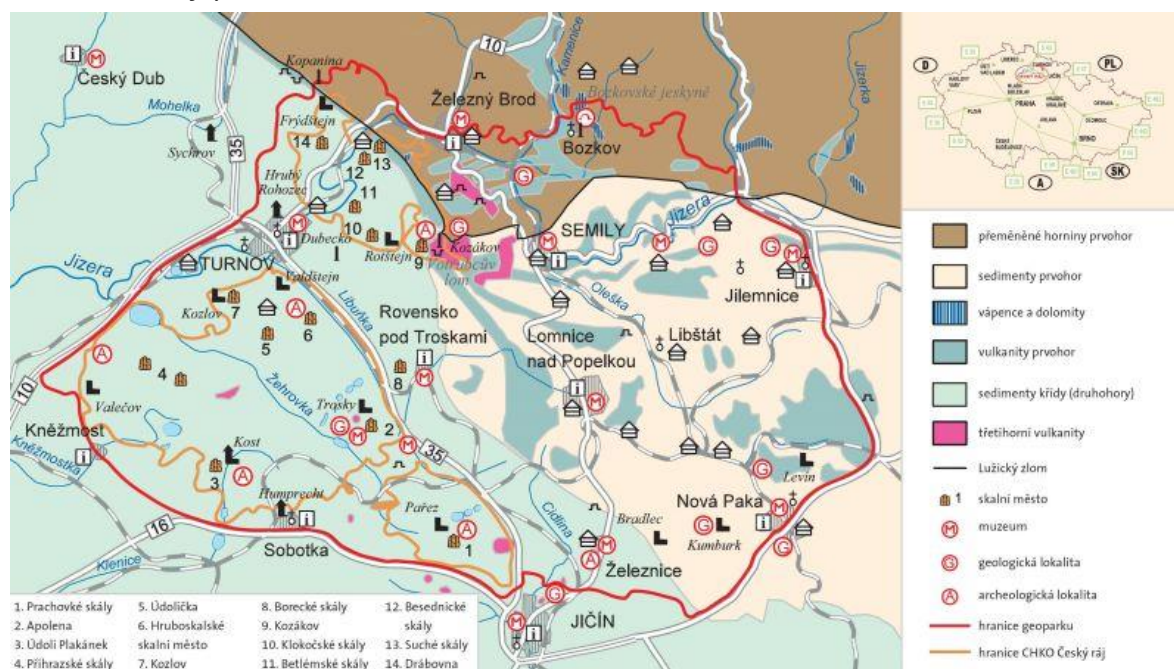 Český Dub
Mohelka
Sychrov
35
Kopanina
Frýdštejn
14
13
12
11
10
Železný Brod
Kamenice
Bozkovské jeskyně
Bozkov
Jizerka
Hrubý
Rohozec
Dubecko
TURNOV
Jizera
Valdštejn
Rotštejn
9
Kozákov
Votrubcův
lom
SEMILY
Jizera
Jilemnice
Oleška
Libštát
Kozlov
7
6
5
4
Libuňka
Rovensko
pod Troskami
8
Lomnice
nad Popelkou
10
Valečov
Žehrovka
Trosky
2
35
Kněžmost
Kněžmostka
Kost
3
Humprecht
16
Sobotka
Klenice
Pařez
1
Cidlina
Bradlec
Železnice
JIČÍN
Nová Paka
Kumburk
Levín
1. Prachovké skály
2. Apolena
3. Údolí Plakánek
4. Příhrazské skály
5. Údolíčka
6. Hruboskalské
skalní město
7. Kozlov
8. Borecké skály
9. Kozákov
10. Klokočské skály
11. Betlémské skály
12. Besednické
skály
13. Suché skály
14. Drábovna
D
PL
A
SK
PRAHA
BRNO
přeměněné horniny prvohor
sedimenty prvohor
vápence a dolomity
vulkanity prvohor
sedimenty křídy (druhohory)
třetihorní vulkanity
Lužický zlom
1 skalní město
M muzeum
G geologická lokalita
A archeologická lokalita
hranice geoparku
hranice CHKO Český ráj